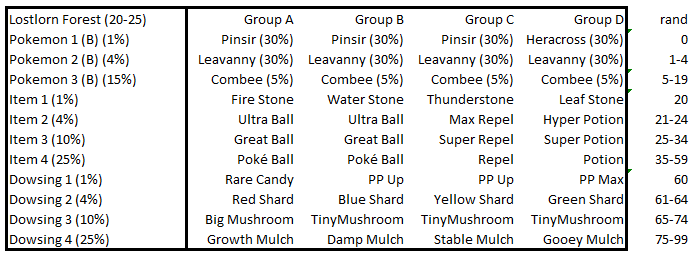 Lostlorn Forest (20-25) Group A Group B Group C Group D rand
Pokemon 1 (B) (1%) Pinsir (30%) Pinsir (30%) Pinsir (30%) Heracross (30%) 0
Pokemon 2 (B) (4%) Leavanny (30%) Leavanny (30%) Leavanny (30%) Leavanny (30%) 1-4
Pokemon 3 (B) (15%) Combee (5%) Combee (5%) Combee (5%) Combee (5%) 5-19
Item 1 (1%) Fire Stone Water Stone Thunderstone Leaf Stone 20
Item 2 (4%) Ultra Ball Ultra Ball Max Repel Hyper Potion 21-24
Item 3 (10%) Great Ball Great Ball Super Repel Super Potion 25-34
Item 4 (25%) Poké Ball Poké Ball Repel Potion 35-59
Dowsing 1 (1%) Rare Candy PP Up PP Up PP Max 60
Dowsing 2 (4%) Red Shard Blue Shard Yellow Shard Green Shard 61-64
Dowsing 3 (10%) Big Mushroom TinyMushroom TinyMushroom TinyMushroom 65-74
Dowsing 4 (25%) Growth Mulch Damp Mulch Stable Mulch Gooey Mulch 75-99